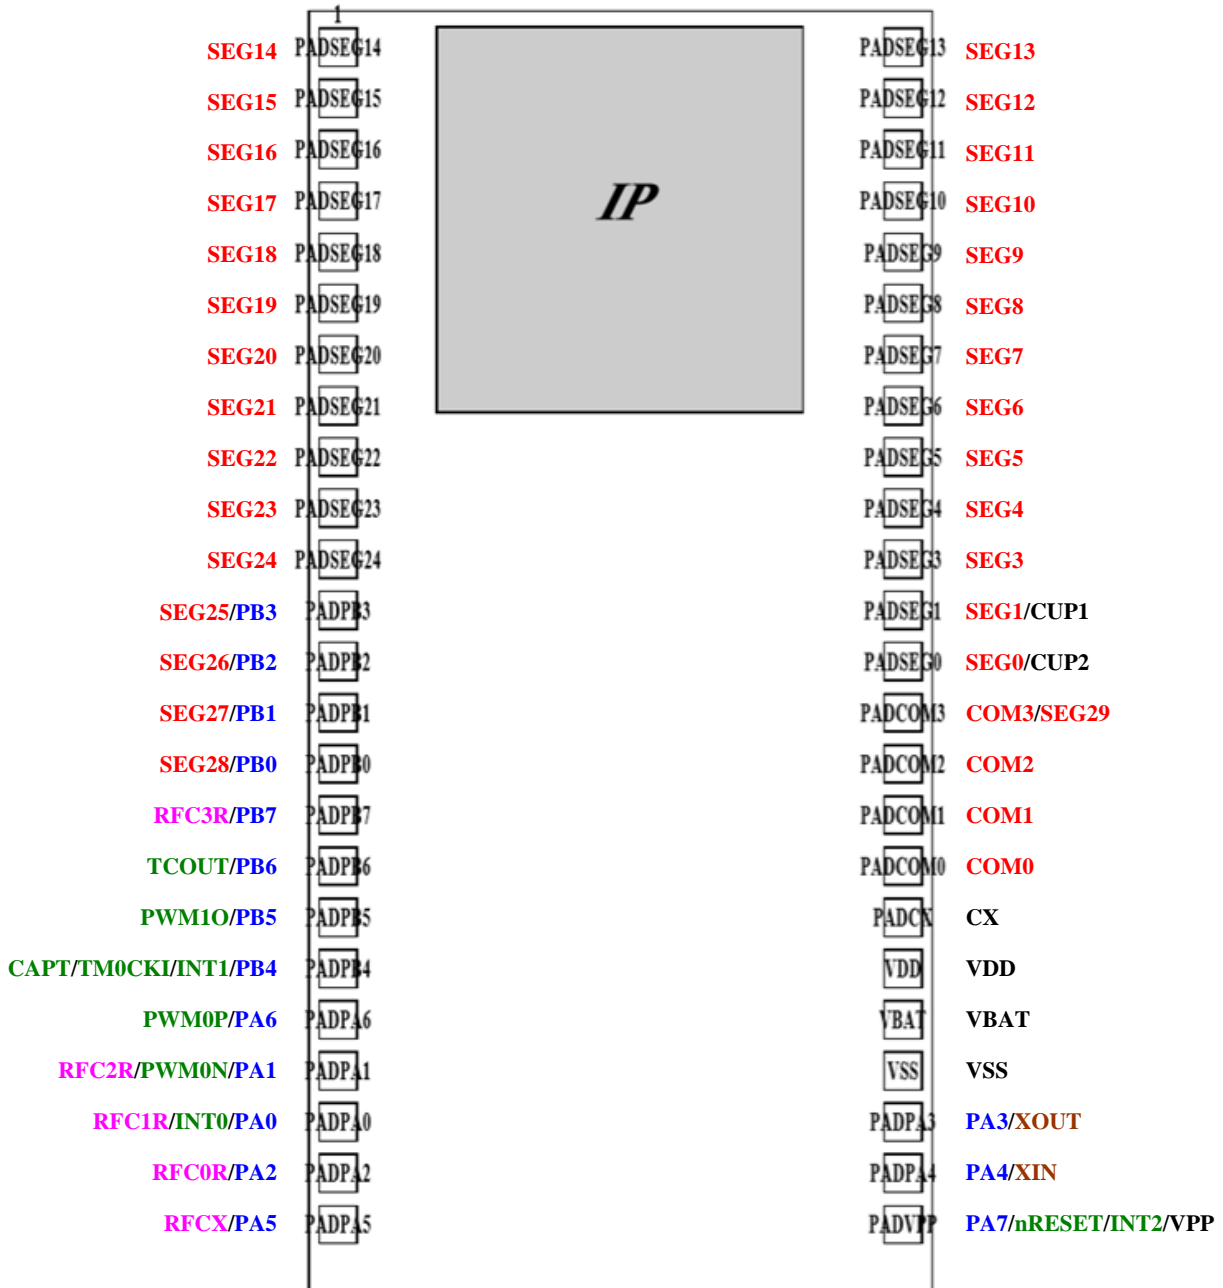 1
SEG14 PADSEG14 PADSEG13 SEG13
SEG15 PADSEG15 PADSEG12 SEG12
SEG16 PADSEG16 PADSEG11 SEG11
SEG17 PADSEG17 IP PADSEG10 SEG10
SEG18 PADSEG18 PADSEG9 SEG9
SEG19 PADSEG19 PADSEG8 SEG8
SEG20 PADSEG20 PADSEG7 SEG7
SEG21 PADSEG21 PADSEG6 SEG6
SEG22 PADSEG22 PADSEG5 SEG5
SEG23 PADSEG23 PADSEG4 SEG4
SEG24 PADSEG24 PADSEG3 SEG3
SEG25/PB3 PADPB3 PADSEG1 SEG1/CUP1
SEG26/PB2 PADPB2 PADSEG0 SEG0/CUP2
SEG27/PB1 PADPB1 PADCOM3 COM3/SEG29
SEG28/PB0 PADPB0 PADCOM2 COM2
RFC3R/PB7 PADPB7 PADCOM1 COM1
TCOUT/PB6 PADPB6 PADCOM0 COM0
PWM1O/PB5 PADPB5 PADCX CX
CAPT/TM0CKI/INT1/PB4 PADPB4 VDD VDD
PWM0P/PA6 PADPA6 VBAT VBAT
RFC2R/PWM0N/PA1 PADPA1 VSS VSS
RFC1R/INT0/PA0 PADPA0 PADPA3 PA3/XOUT
RFC0R/PA2 PADPA2 PADPA4 PA4/XIN
RFCX/PA5 PADPA5 PADVPP PA7/nRESET/INT2/VPP